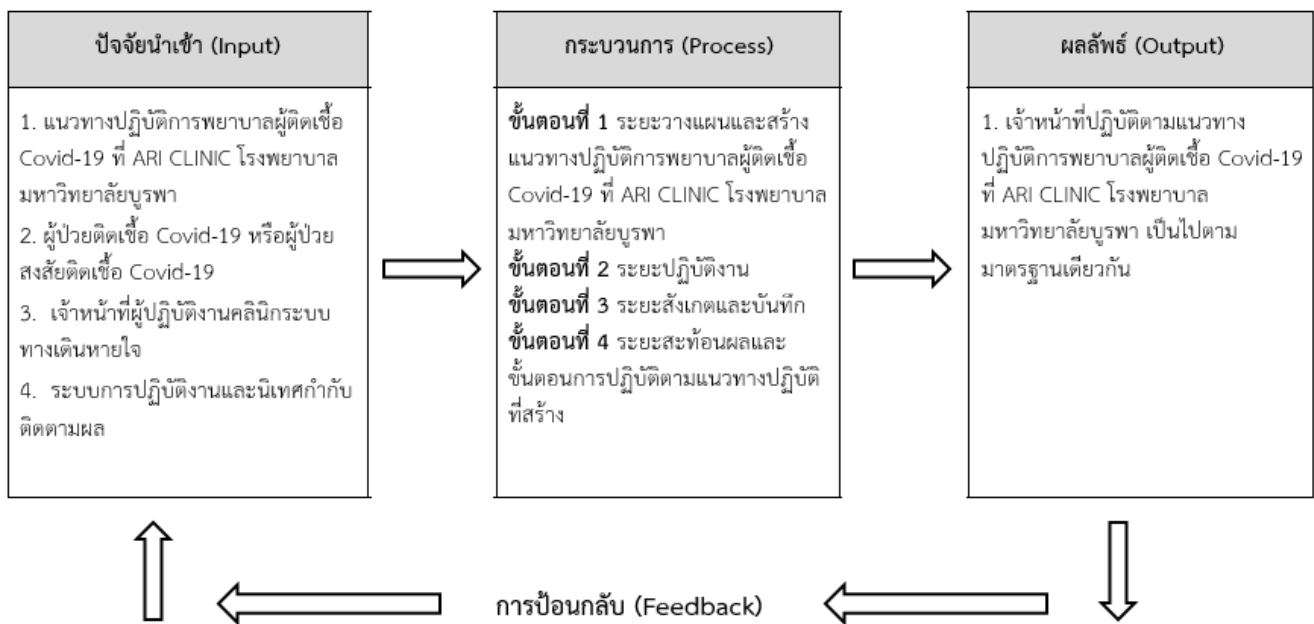 ปัจจัยนำเข้า (Input)
1. แนวทางปฏิบัติการพยาบาลผู้ติดเชื้อ
Covid-19 ที่ ARI CLINIC โรงพยาบาล
มหาวิทยาลัยบูรพา
2. ผู้ป่วยติดเชื้อ Covid-19 หรือผู้ป่วย
สงสัยติดเชื้อ Covid-19
3. เจ้าหน้าที่ผู้ปฏิบัติงานคลินิกระบบ
ทางเดินหายใจ
4. ระบบการปฏิบัติงานและนิเทศกำกับ
ติดตามผล
กระบวนการ (Process)
ขั้นตอนที่ 1 ระยะวางแผนและสร้าง
แนวทางปฏิบัติการพยาบาลผู้ติดเชื้อ
Covid-19 ที่ ARI CLINIC โรงพยาบาล
มหาวิทยาลัยบูรพา
ขั้นตอนที่ 2 ระยะปฏิบัติงาน
ขั้นตอนที่ 3 ระยะสังเกตและบันทึก
ขั้นตอนที่ 4 ระยะสะท้อนผลและ
ขั้นตอนการปฏิบัติตามแนวทางปฏิบัติ
ที่สร้าง
ผลลัพธ์ (Output)
1. เจ้าหน้าที่ปฏิบัติตามแนวทาง
ปฏิบัติการพยาบาลผู้ติดเชื้อ Covid-19
ที่ ARI CLINIC โรงพยาบาล
มหาวิทยาลัยบูรพา เป็นไปตาม
มาตรฐานเดียวกัน
การป้อนกลับ (Feedback)